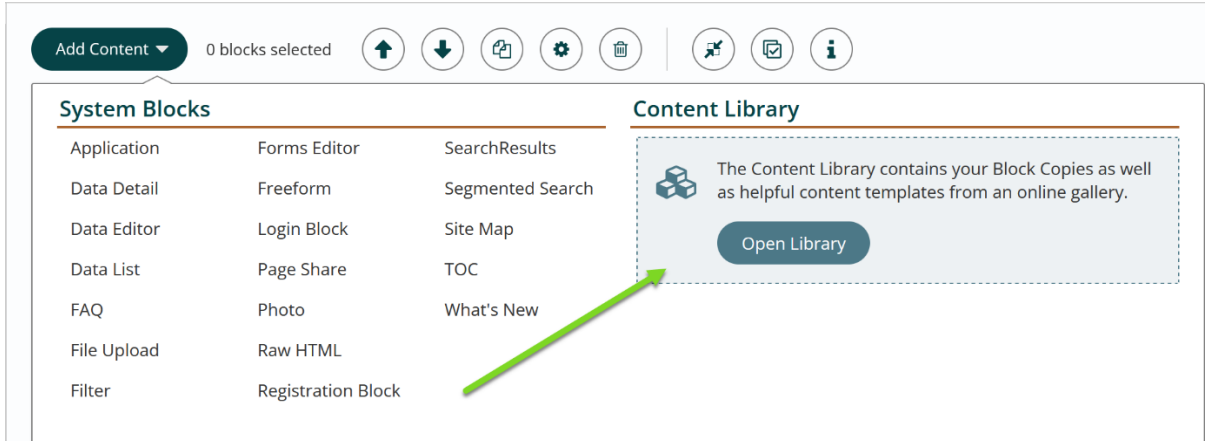 Add Content
0 blocks selected
System Blocks
Application
Data Detail
Data Editor
Data List
FAQ
File Upload
Filter
Forms Editor
Freeform
Login Block
Page Share
Photo
Raw HTML
Registration Block
SearchResults
Segmented Search
Site Map
TOC
What's New
Content Library
The Content Library contains your Block Copies as well
as helpful content templates from an online gallery.
Open Library